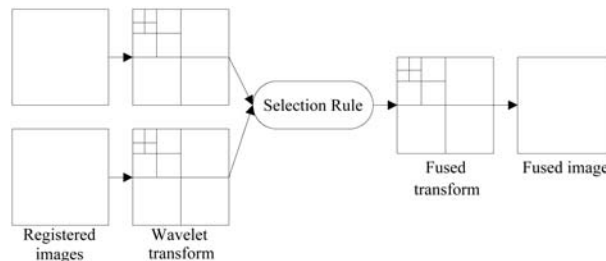 Selection Rule
Fused
transform
Fused image
Registered
images
Wavelet
transform